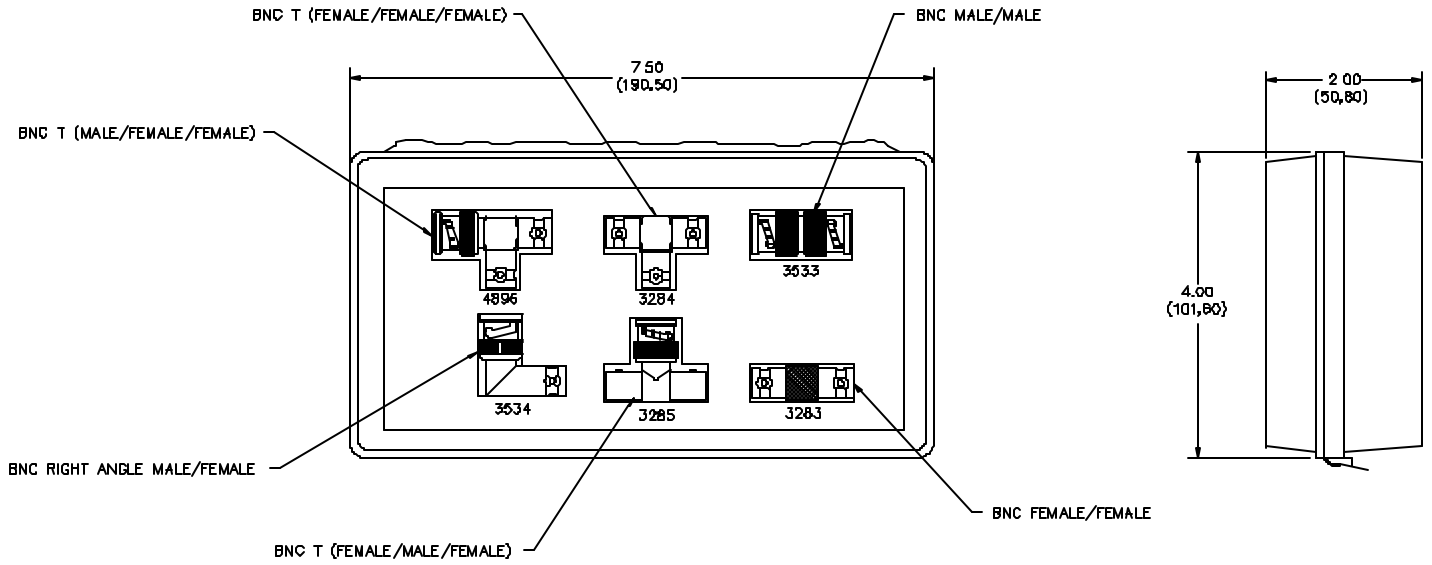 BNC T (FEMALE/FEMALE/FEMALE)
BNC MALE/MALE
7.50
(190.50)
2.00
(50,80)
BNC T (MALE/FEMALE/FEMALE)
4896
3284
3533
4.00
(101,60)
3534
3285
3283
BNC RIGHT ANGLE MALE/FEMALE
BNC FEMALE/FEMALE
BNC T (FEMALE/MALE/FEMALE)